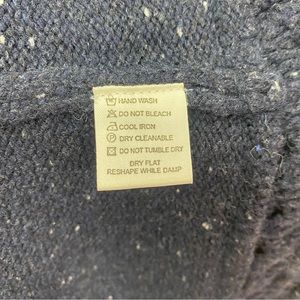 HAND WASH
DO NOT BLEACH
COOL IRON
DRY CLEANABLE
DO NOT TUMBLE DRY
DRY FLAT
RESHAPE WHILE DAMP